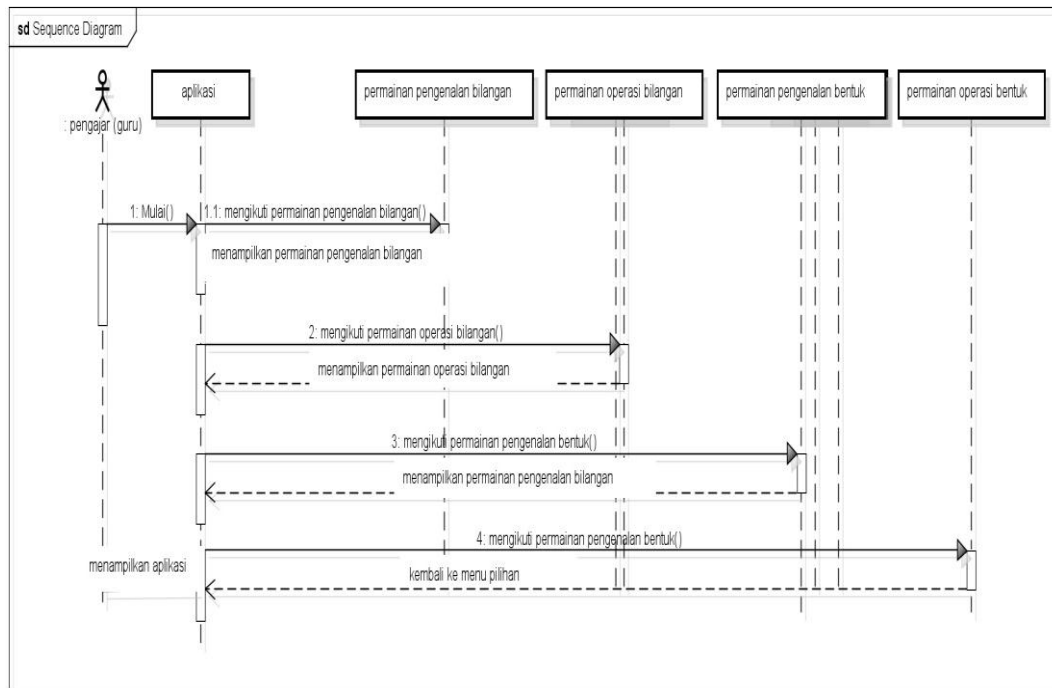 sd Sequence Diagram
: pengajar (guru)
aplikasi
permainan pengenalan bilangan
permainan operasi bilangan
permainan pengenalan bentuk
permainan operasi bentuk
1: Mulai()
1.1: mengikuti permainan pengenalan bilangan()
menampilkan permainan pengenalan bilangan
2: mengikuti permainan operasi bilangan()
menampilkan permainan operasi bilangan
3: mengikuti permainan pengenalan bentuk()
menampilkan permainan pengenalan bilangan
4: mengikuti permainan pengenalan bentuk()
menampilkan aplikasi
kembali ke menu pilihan